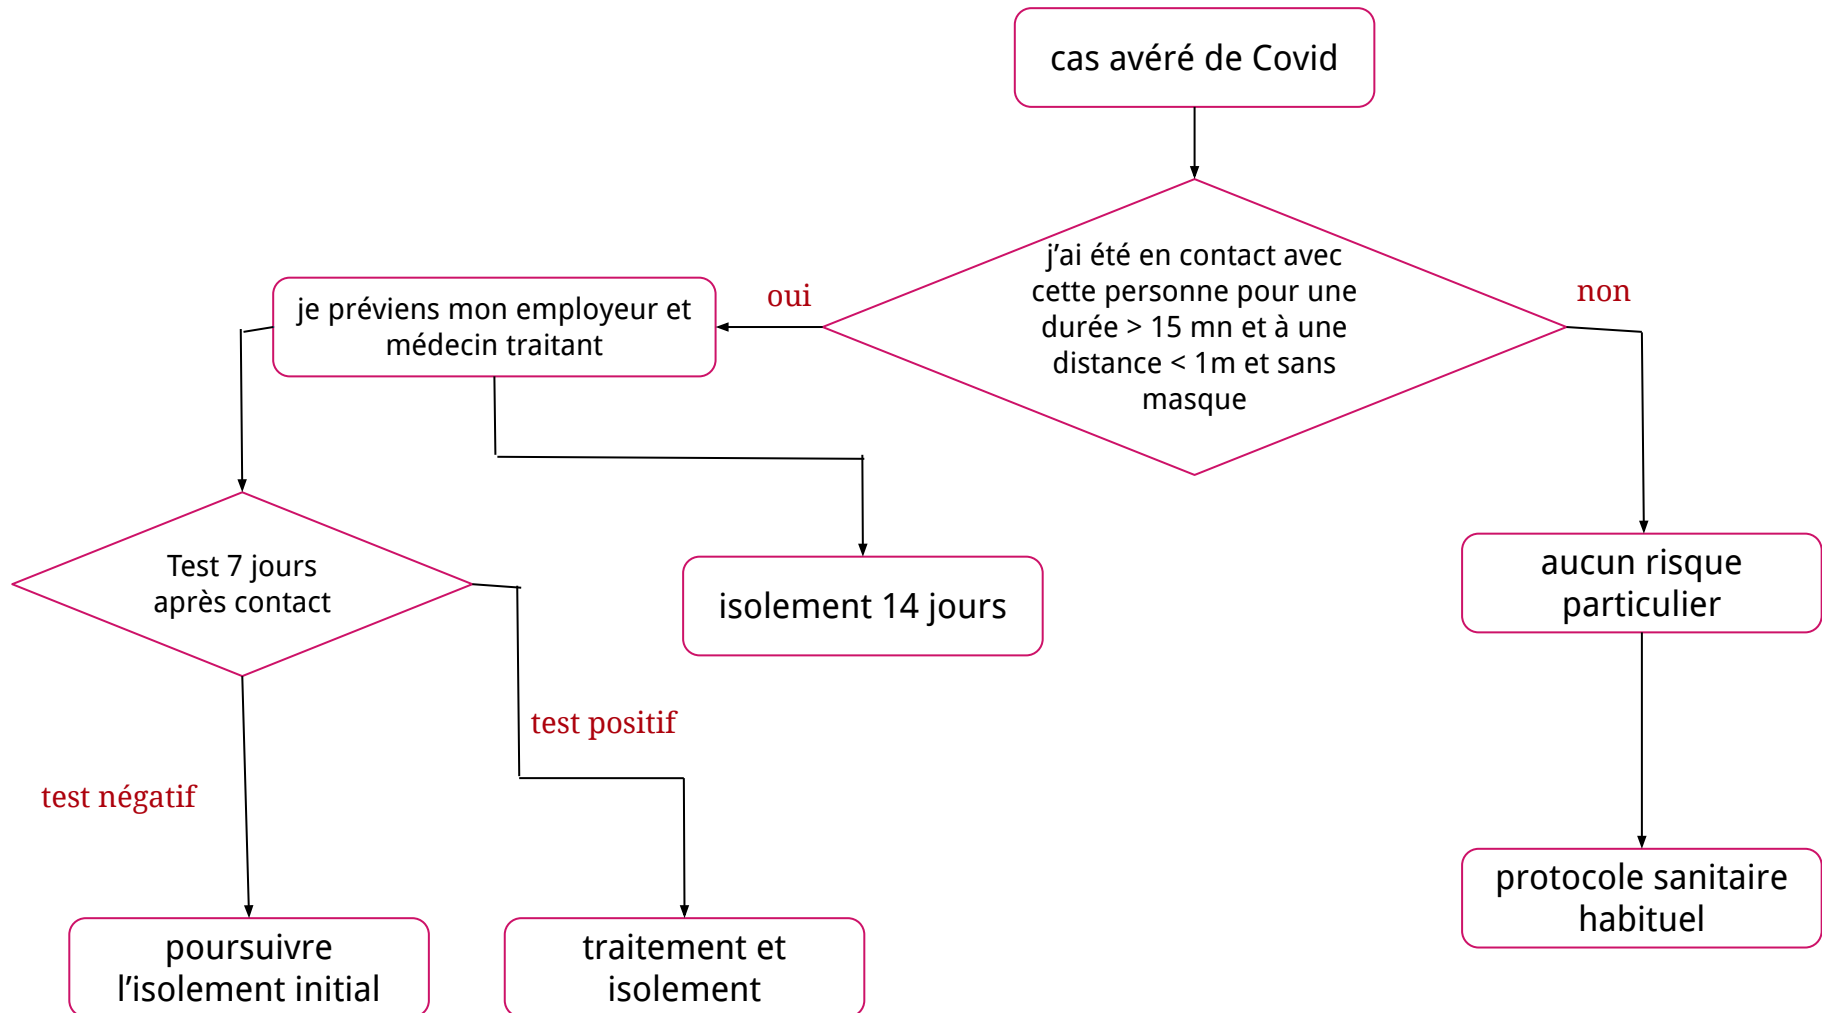 cas avéré de Covid
j’ai été en contact avec
cette personne pour une
durée > 15 mn et à une
distance < 1m et sans
masque
oui
non
je préviens mon employeur et
médecin traitant
Test 7 jours
après contact
isolement 14 jours
aucun risque
particulier
test positif
test négatif
protocole sanitaire
habituel
poursuivre
l’isolement initial
traitement et
isolement